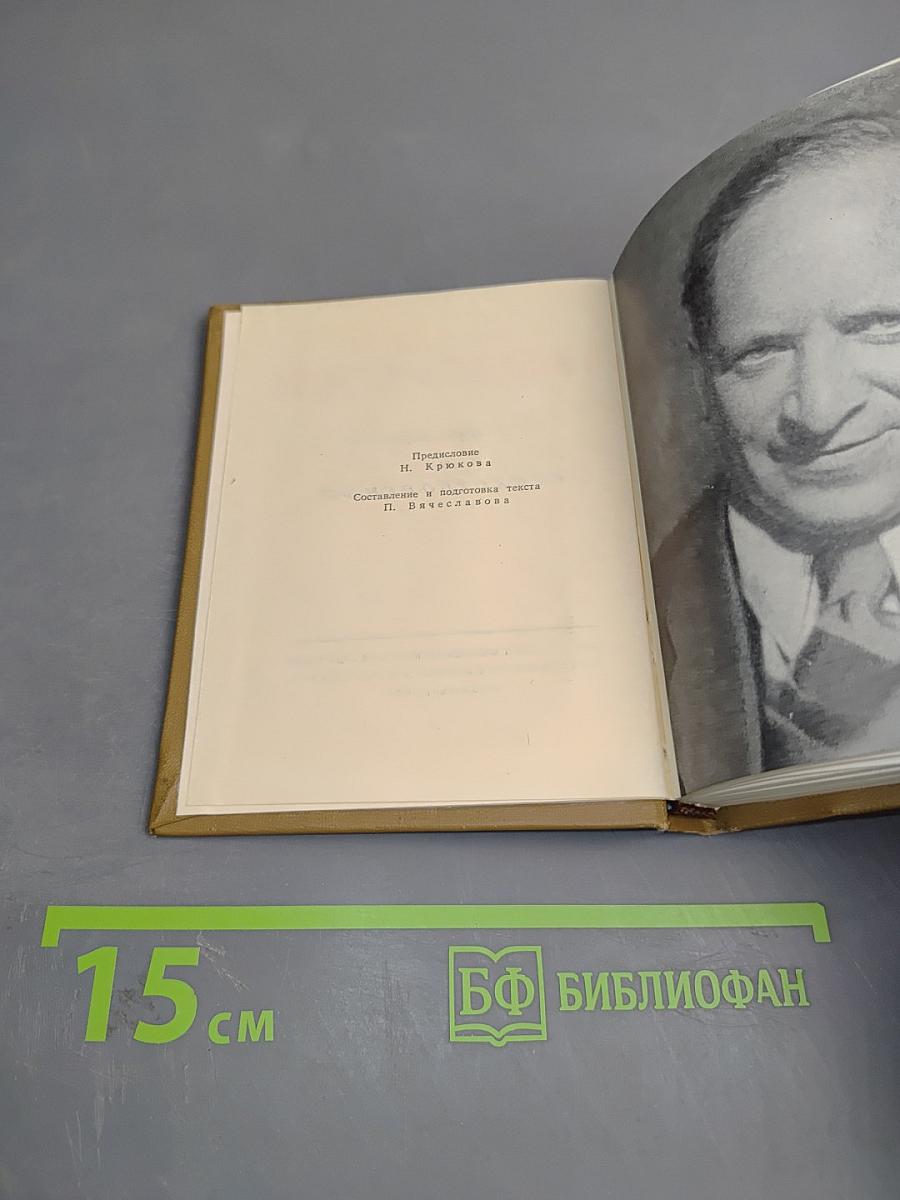 Предисловие
Н. Крюкова
Составление и подготовка текста
П. Вячеславова
15 см
БФ БИБЛИОФАН